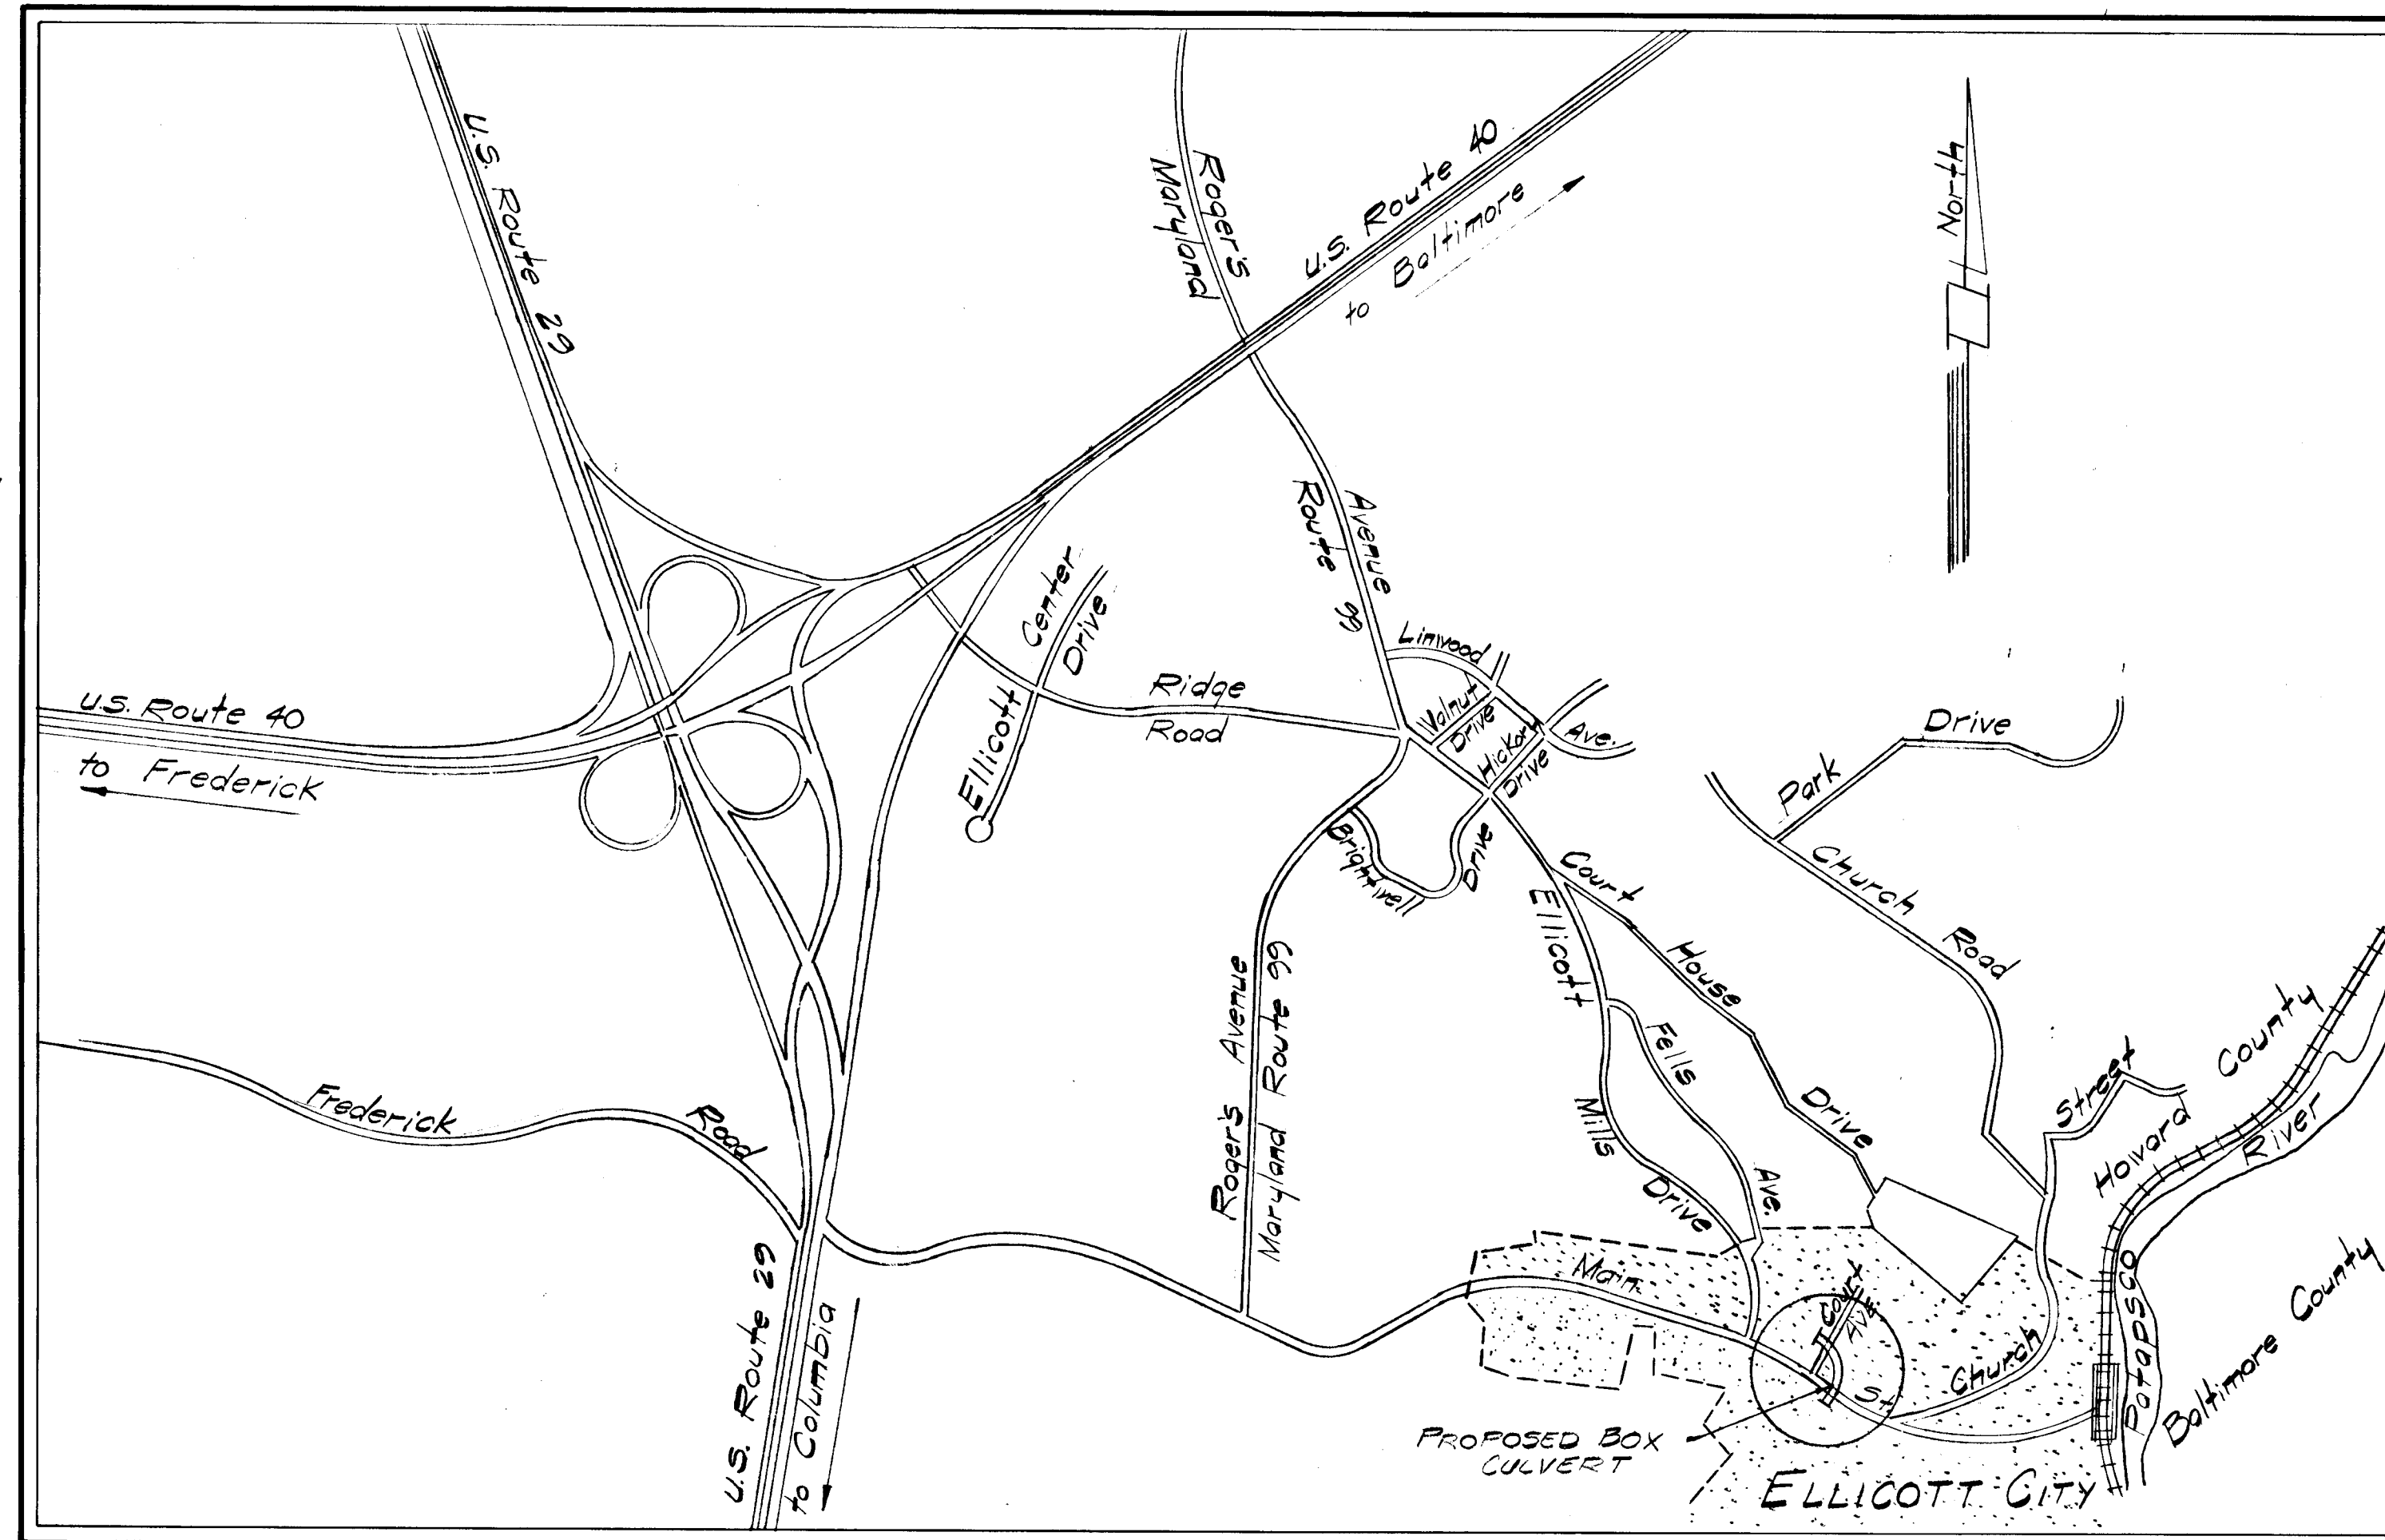 U.S. Route 29
Roger's
Maryland
U.S. Route 40
to Baltimore
North
Avenue
Route 99
Center
Drive
Ellicott
Linwood
Ave.
Ridge
Road
Walnut
Drive
Hickory
Drive
U.S. Route 40
to Frederick
Park Drive
Brightwell Drive
Church Road
Court House Drive
Ellicott Mills Drive
Fells Ave.
Roger's Avenue
Maryland Route 99
Frederick Road
Street
Howard County
River
Patapsco
Baltimore County
U.S. Route 29
to Columbia
Main
St.
Court
Ave.
Church
PROPOSED BOX
CULVERT
ELLICOTT CITY